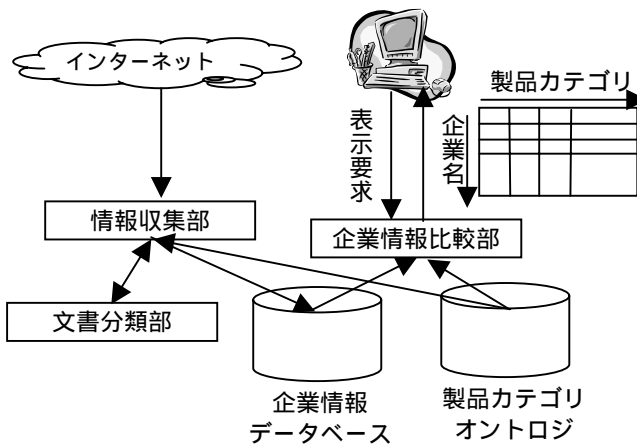 インターネット
製品カテゴリ
表示要求
企業名
情報収集部
企業情報比較部
文書分類部
企業情報
データベース
製品カテゴリ
オントロジ